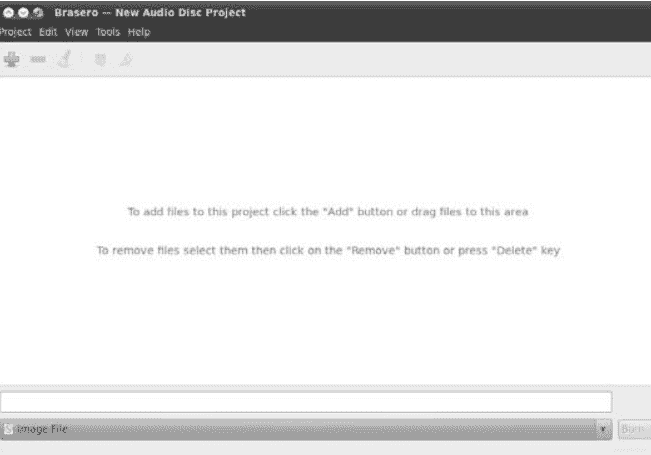 Brasero — New Audio Disc Project
Project Edit View Tools Help
To add files to this project click the "Add" button or drag files to this area
To remove files select them then click on the "Remove" button or press "Delete" key
Image File